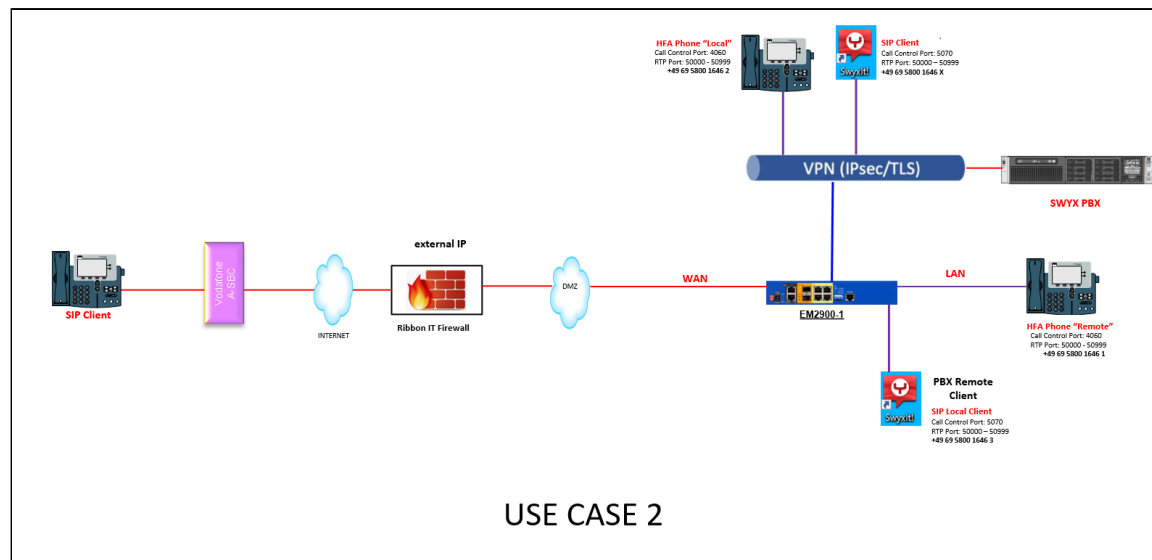 HFA Phone "Local"
Call Control Port: 4060
RTP Port: 50000 - 50999
+49 69 5800 1646 2
SwyxIt!
SIP Client
Call Control Port: 5070
RTP Port: 50000 – 50999
+49 69 5800 1646 X
VPN (IPsec/TLS)
SWYX PBX
SIP Client
Vodafone
A-SBC
INTERNET
external IP
Ribbon IT Firewall
DMZ
WAN
EM2900-1
LAN
HFA Phone "Remote"
Call Control Port: 4060
RTP Port: 50000 - 50999
+49 69 5800 1646 1
SwyxIt!
PBX Remote
Client
SIP Local Client
Call Control Port: 5070
RTP Port: 50000 – 50999
+49 69 5800 1646 3
USE CASE 2